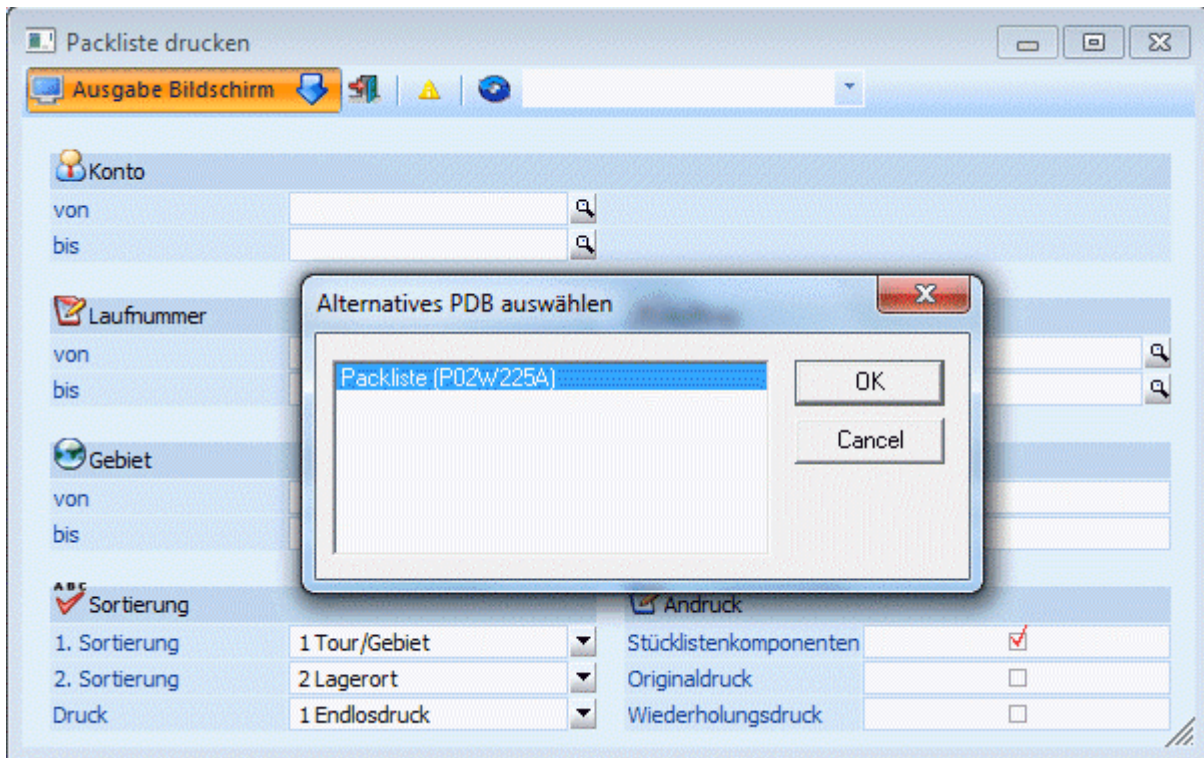 Packliste drucken
Ausgabe Bildschirm
Konto
von
bis
Laufnummer
von
bis
Gebiet
von
bis
Alternatives PDB auswählen
Packliste (P02W225A)
OK
Cancel
ABC
Sortierung
1. Sortierung 1 Tour/Gebiet
2. Sortierung 2 Lagerort
Druck 1 Endlosdruck
Andruck
Stücklistenkomponenten
Originaldruck
Wiederholungsdruck